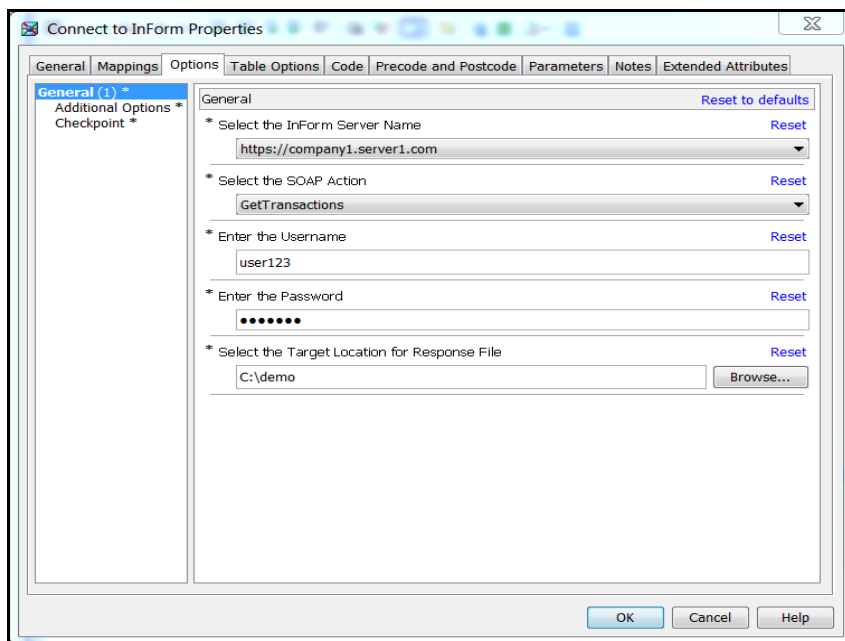 Connect to InForm Properties
General Mappings Options Table Options Code Precode and Postcode Parameters Notes Extended Attributes
General (1) *
Additional Options *
Checkpoint *
General Reset to defaults
* Select the InForm Server Name Reset
https://company1.server1.com
* Select the SOAP Action Reset
GetTransactions
* Enter the Username Reset
user123
* Enter the Password Reset
•••••••
* Select the Target Location for Response File Reset
C:\demo Browse...
OK Cancel Help